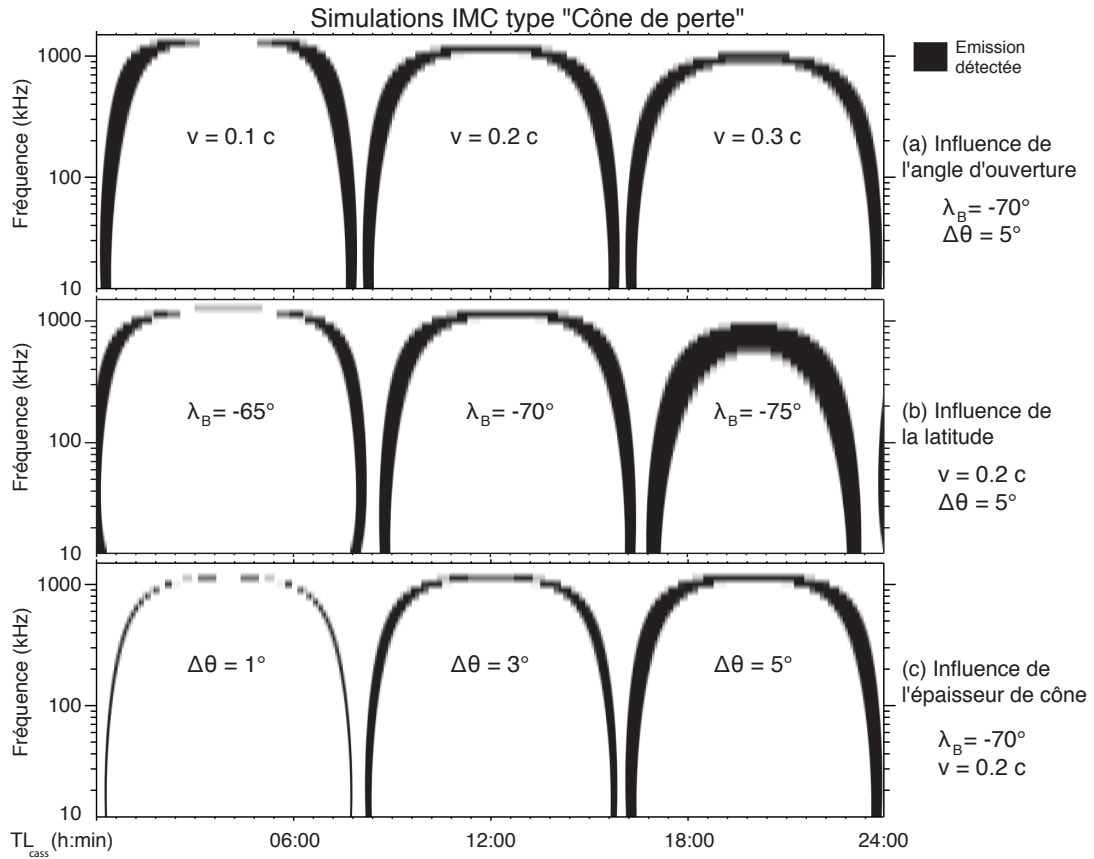 Simulations IMC type "Cône de perte"
Fréquence (kHz)
1000
100
10
v = 0.1 c
v = 0.2 c
v = 0.3 c
Emission
détectée
(a) Influence de
l'angle d'ouverture
λB= -70°
Δθ = 5°
Fréquence (kHz)
1000
100
10
λB= -65°
λB= -70°
λB= -75°
(b) Influence de
la latitude
v = 0.2 c
Δθ = 5°
Fréquence (kHz)
1000
100
10
Δθ = 1°
Δθ = 3°
Δθ = 5°
(c) Influence de
l'épaisseur de cône
λB= -70°
v = 0.2 c
TLcass (h:min)
06:00
12:00
18:00
24:00